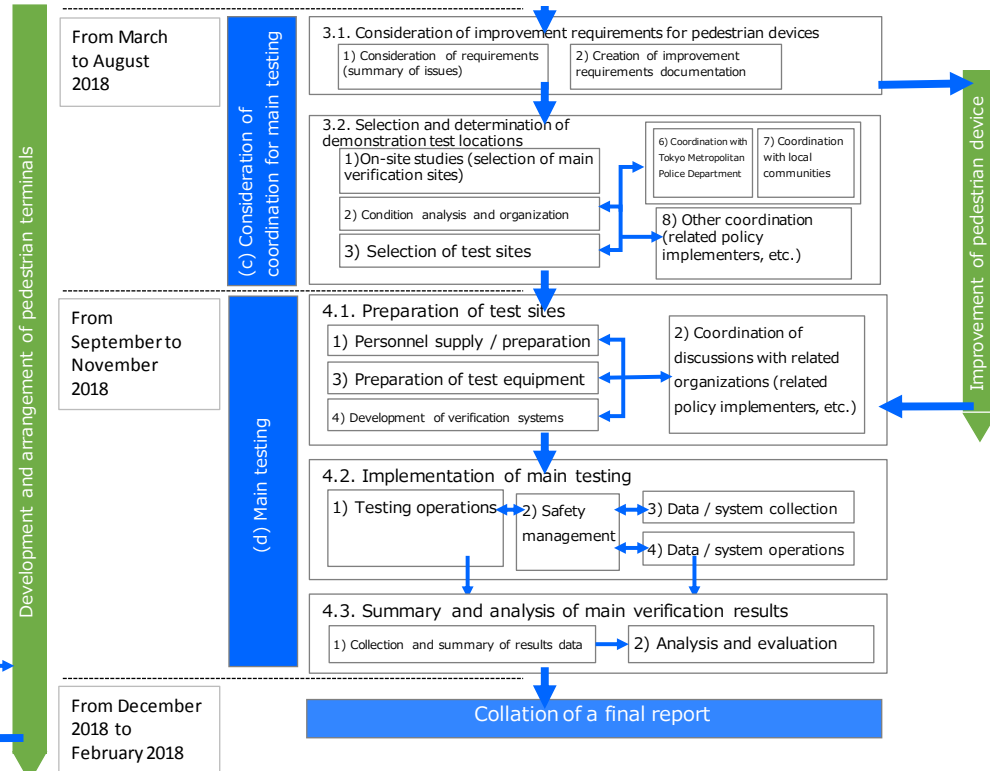 Development and arrangement of pedestrian terminals
From March
to August
2018
(c) Consideration of
coordination for main testing
3.1. Consideration of improvement requirements for pedestrian devices
1) Consideration of requirements
(summary of issues)
2) Creation of improvement
requirements documentation
3.2. Selection and determination of
demonstration test locations
1)On-site studies (selection of main
verification sites)
2) Condition analysis and organization
3) Selection of test sites
6) Coordination with
Tokyo Metropolitan
Police Department
7) Coordination
with local
communities
8) Other coordination
(related policy
implementers, etc.)
Improvement of pedestrian device
From
September to
November
2018
(d) Main testing
4.1. Preparation of test sites
1) Personnel supply / preparation
3) Preparation of test equipment
4) Development of verification systems
2) Coordination of
discussions with related
organizations (related
policy implementers, etc.)
4.2. Implementation of main testing
1) Testing operations
2) Safety
management
3) Data / system collection
4) Data / system operations
4.3. Summary and analysis of main verification results
1) Collection and summary of results data
2) Analysis and evaluation
From December
2018 to
February 2018
Collation of a final report